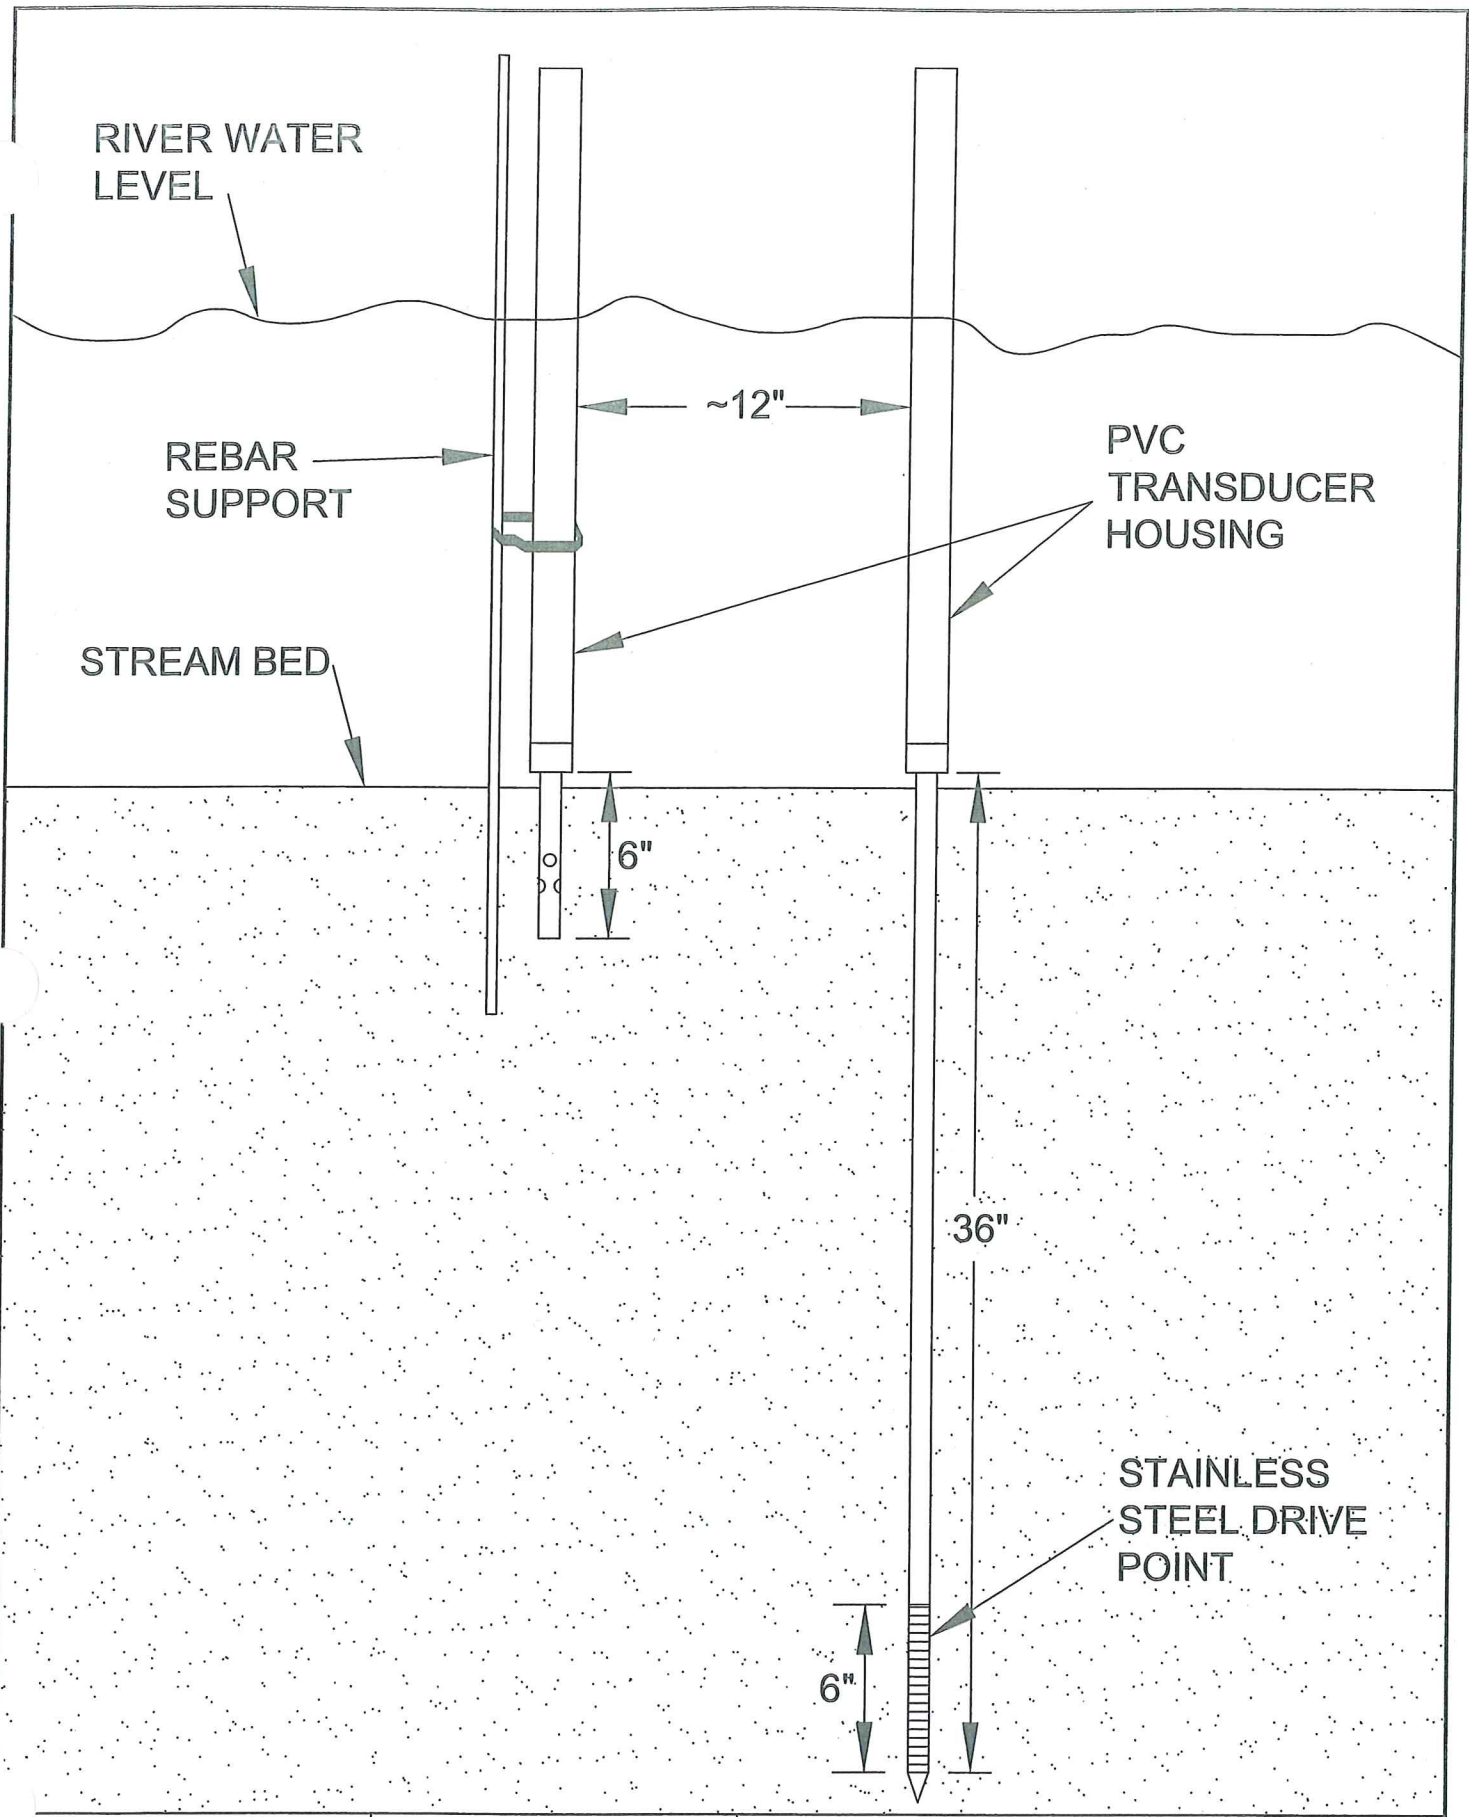 RIVER WATER
LEVEL
~12"
REBAR
SUPPORT
PVC
TRANSDUCER
HOUSING
STREAM BED
6"
36"
STAINLESS
STEEL DRIVE
POINT
6"